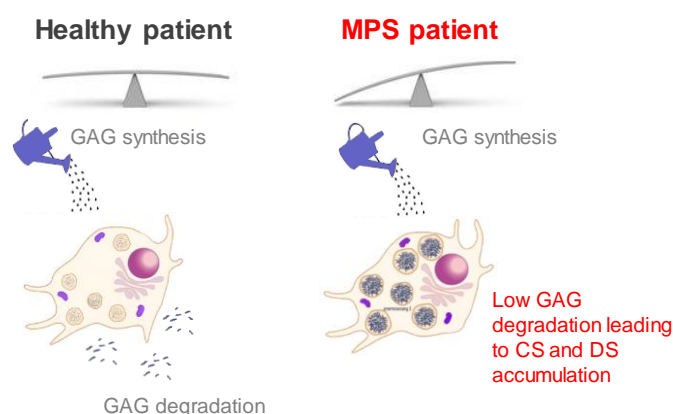 Healthy patient
MPS patient
GAG synthesis
GAG synthesis
Low GAG
degradation leading
to CS and DS
accumulation
GAG degradation